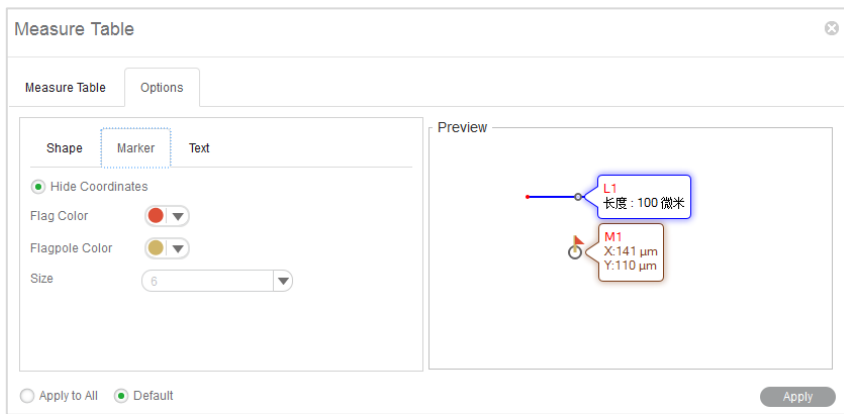 Measure Table
Measure Table
Options
Shape
Marker
Text
Hide Coordinates
Flag Color
Flagpole Color
Size
6
Preview
L1
长度 : 100 微米
M1
X:141 μm
Y:110 μm
Apply to All
Default
Apply